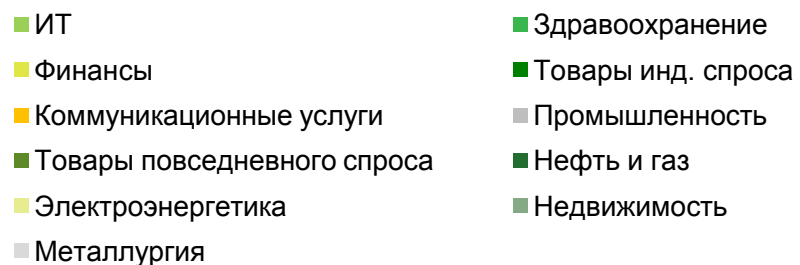 ИТ
Здравоохранение
Финансы
Товары инд. спроса
Коммуникационные услуги
Промышленность
Товары повседневного спроса
Нефть и газ
Электроэнергетика
Недвижимость
Металлургия